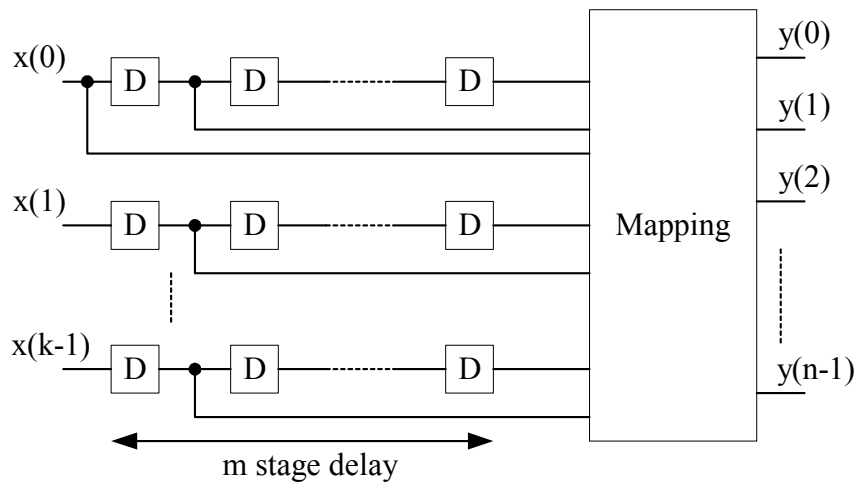 x(0) D D D y(0)
y(1)
x(1) D D D y(2)
Mapping
x(k-1) D D D y(n-1)
m stage delay